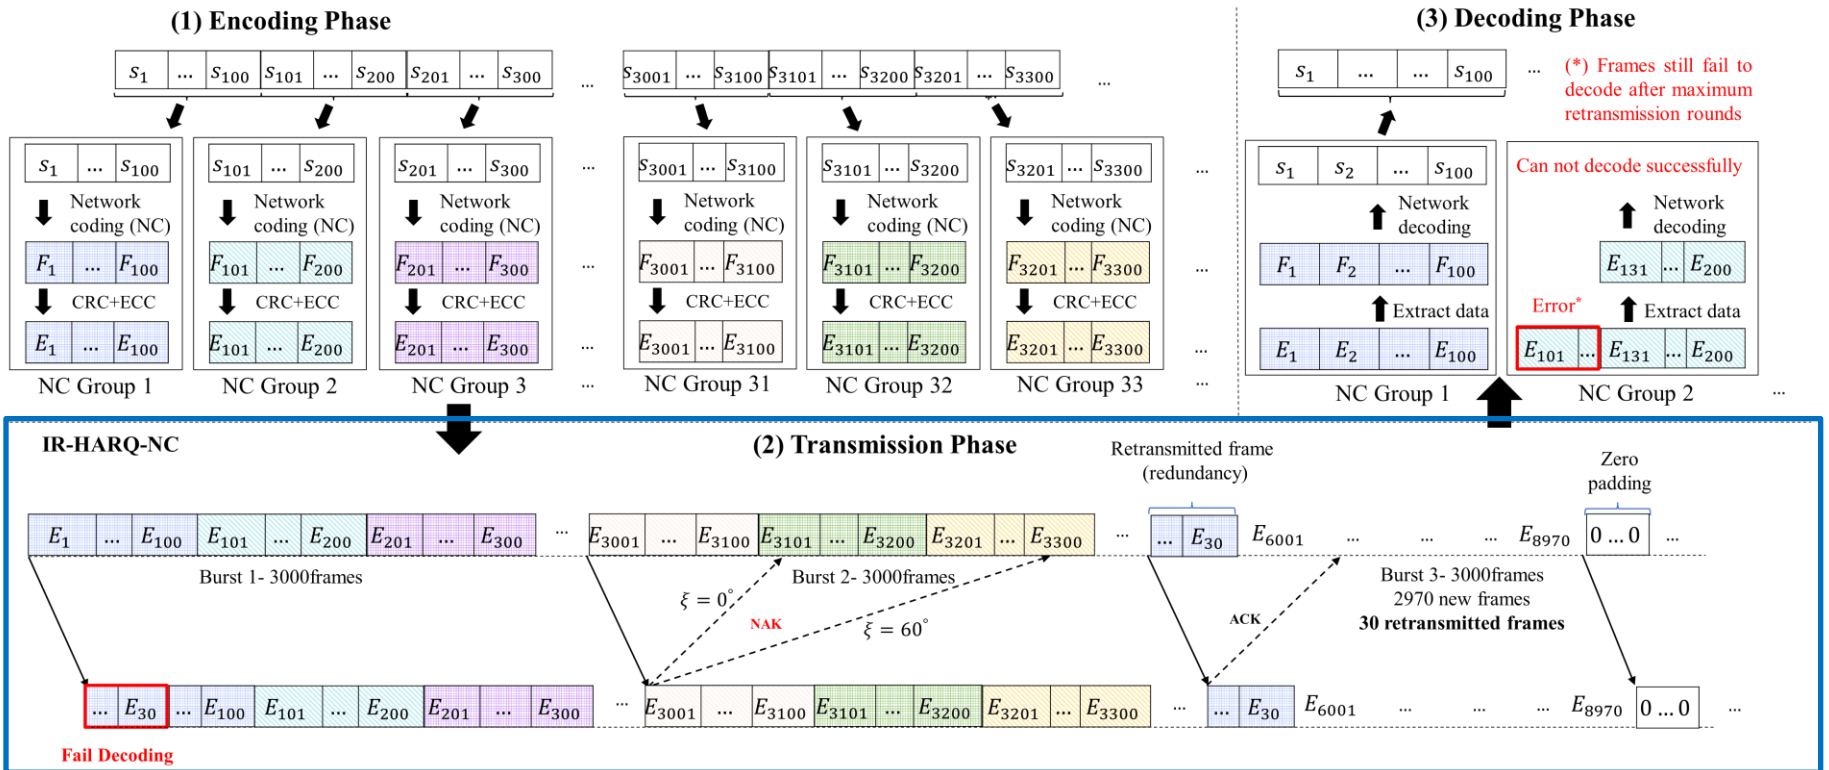 (1) Encoding Phase
s₁ ... s₁₀₀ s₁₀₁ ... s₂₀₀ s₂₀₁ ... s₃₀₀ ... s₃₀₀₁ ... s₃₁₀₀ s₃₁₀₁ ... s₃₂₀₀ s₃₂₀₁ ... s₃₃₀₀ ...
s₁ ... s₁₀₀
Network
coding (NC)
F₁ ... F₁₀₀
CRC+ECC
E₁ ... E₁₀₀
NC Group 1
s₁₀₁ ... s₂₀₀
Network
coding (NC)
F₁₀₁ ... F₂₀₀
CRC+ECC
E₁₀₁ ... E₂₀₀
NC Group 2
s₂₀₁ ... s₃₀₀
Network
coding (NC)
F₂₀₁ ... F₃₀₀
CRC+ECC
E₂₀₁ ... E₃₀₀
NC Group 3
...
...
...
...
s₃₀₀₁ ... s₃₁₀₀
Network
coding (NC)
F₃₀₀₁ ... F₃₁₀₀
CRC+ECC
E₃₀₀₁ ... E₃₁₀₀
NC Group 31
s₃₁₀₁ ... s₃₂₀₀
Network
coding (NC)
F₃₁₀₁ ... F₃₂₀₀
CRC+ECC
E₃₁₀₁ ... E₃₂₀₀
NC Group 32
s₃₂₀₁ ... s₃₃₀₀
Network
coding (NC)
F₃₂₀₁ ... F₃₃₀₀
CRC+ECC
E₃₂₀₁ ... E₃₃₀₀
NC Group 33
...
...
...
...
(3) Decoding Phase
s₁ ... ... s₁₀₀ ...
(*) Frames still fail to
decode after maximum
retransmission rounds
s₁ s₂ ... s₁₀₀
Network
decoding
F₁ F₂ ... F₁₀₀
Extract data
E₁ E₂ ... E₁₀₀
NC Group 1
Can not decode successfully
Network
decoding
E₁₃₁ ... E₂₀₀
Error*
Extract data
E₁₀₁ ... E₁₃₁ ... E₂₀₀
NC Group 2
...
IR-HARQ-NC
(2) Transmission Phase
Retransmitted frame
(redundancy)
Zero
padding
E₁ ... E₁₀₀ E₁₀₁ ... E₂₀₀ E₂₀₁ ... E₃₀₀ ... E₃₀₀₁ ... E₃₁₀₀ E₃₁₀₁ ... E₃₂₀₀ E₃₂₀₁ ... E₃₃₀₀ ... ... E₃₀ E₆₀₀₁ ... ... ... E₈₉₇₀ 0 ... 0 ...
Burst 1- 3000frames
Burst 2- 3000frames
Burst 3- 3000frames
2970 new frames
30 retransmitted frames
ξ = 0°
NAK
ξ = 60°
ACK
... E₃₀ ... E₁₀₀ E₁₀₁ ... E₂₀₀ E₂₀₁ ... E₃₀₀ ... E₃₀₀₁ ... E₃₁₀₀ E₃₁₀₁ ... E₃₂₀₀ E₃₂₀₁ ... E₃₃₀₀ ... ... E₃₀ E₆₀₀₁ ... ... ... E₈₉₇₀ 0 ... 0 ...
Fail Decoding